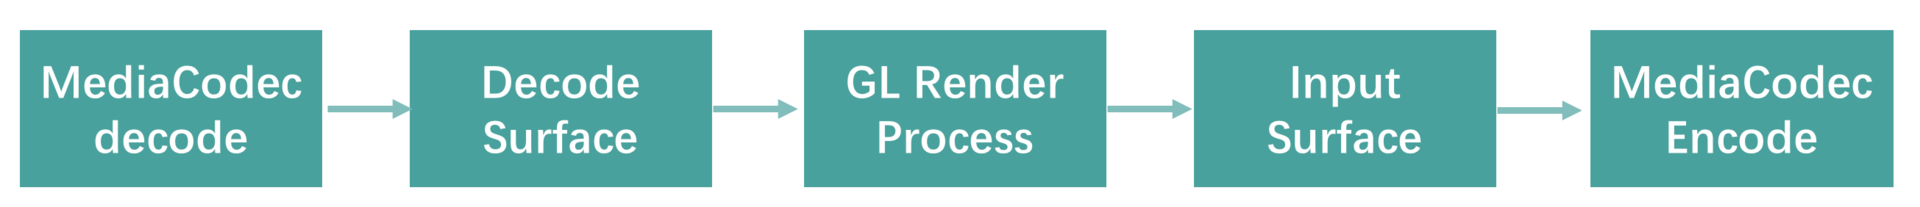 MediaCodec
decode
Decode
Surface
GL Render
Process
Input
Surface
MediaCodec
Encode